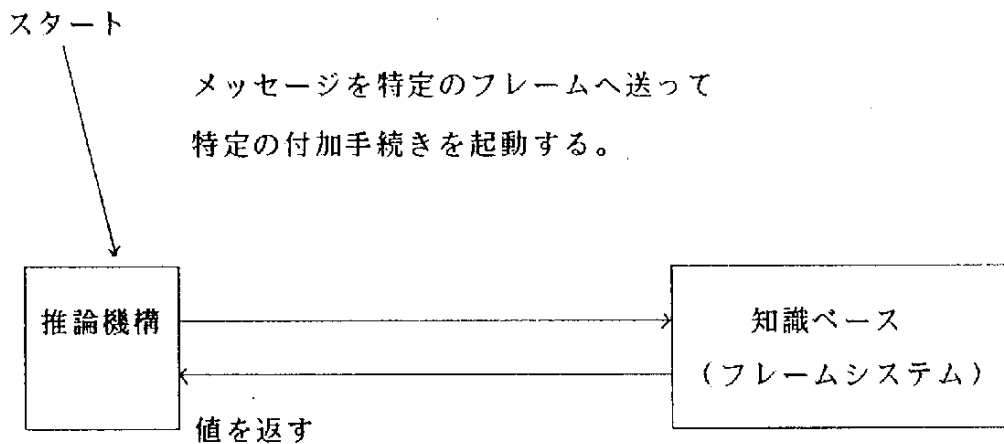 スタート
メッセージを特定のフレームへ送って
特定の付加手続きを起動する。
推論機構
知識ベース
(フレームシステム)
値を返す